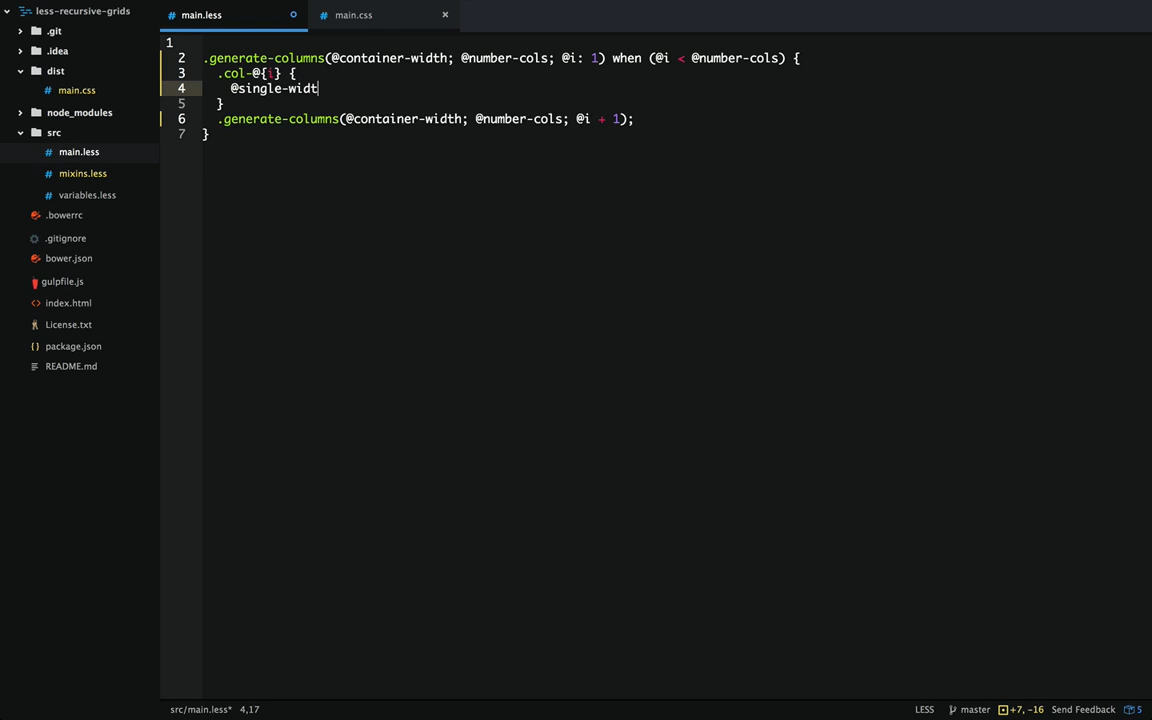 less-recursive-grids
.git
.idea
dist
main.css
node_modules
src
main.less
mixins.less
variables.less
.bowerrc
.gitignore
bower.json
gulpfile.js
index.html
License.txt
package.json
README.md
main.less
main.css
1
2 .generate-columns(@container-width; @number-cols; @i: 1) when (@i < @number-cols) {
3 .col-@{i} {
4 @single-widt
5 }
6 .generate-columns(@container-width; @number-cols; @i + 1);
7 }
src/main.less* 4,17 LESS master +7, -16 Send Feedback 5